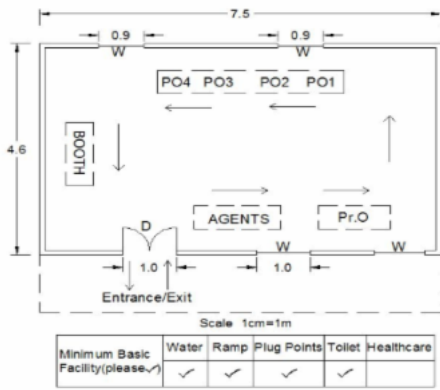 7.5
0.9 0.9
W W
PO4 PO3 PO2 PO1
4.6
BOOTH
AGENTS Pr.O
D W W
1.0 1.0
Entrance/Exit
Scale 1cm=1m
Minimum Basic Facility(please✓) Water Ramp Plug Points Toilet Healthcare
✓ ✓ ✓ ✓